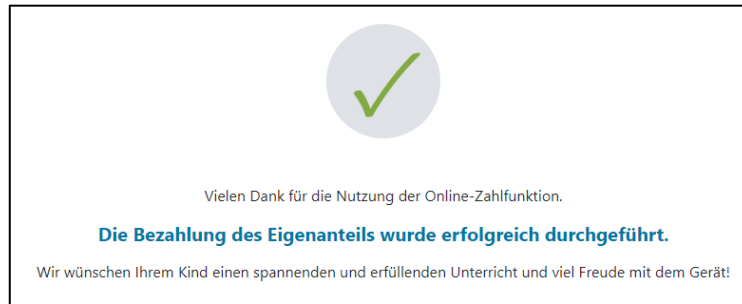 Vielen Dank für die Nutzung der Online-Zahlfunktion.
Die Bezahlung des Eigenanteils wurde erfolgreich durchgeführt.
Wir wünschen Ihrem Kind einen spannenden und erfüllenden Unterricht und viel Freude mit dem Gerät!